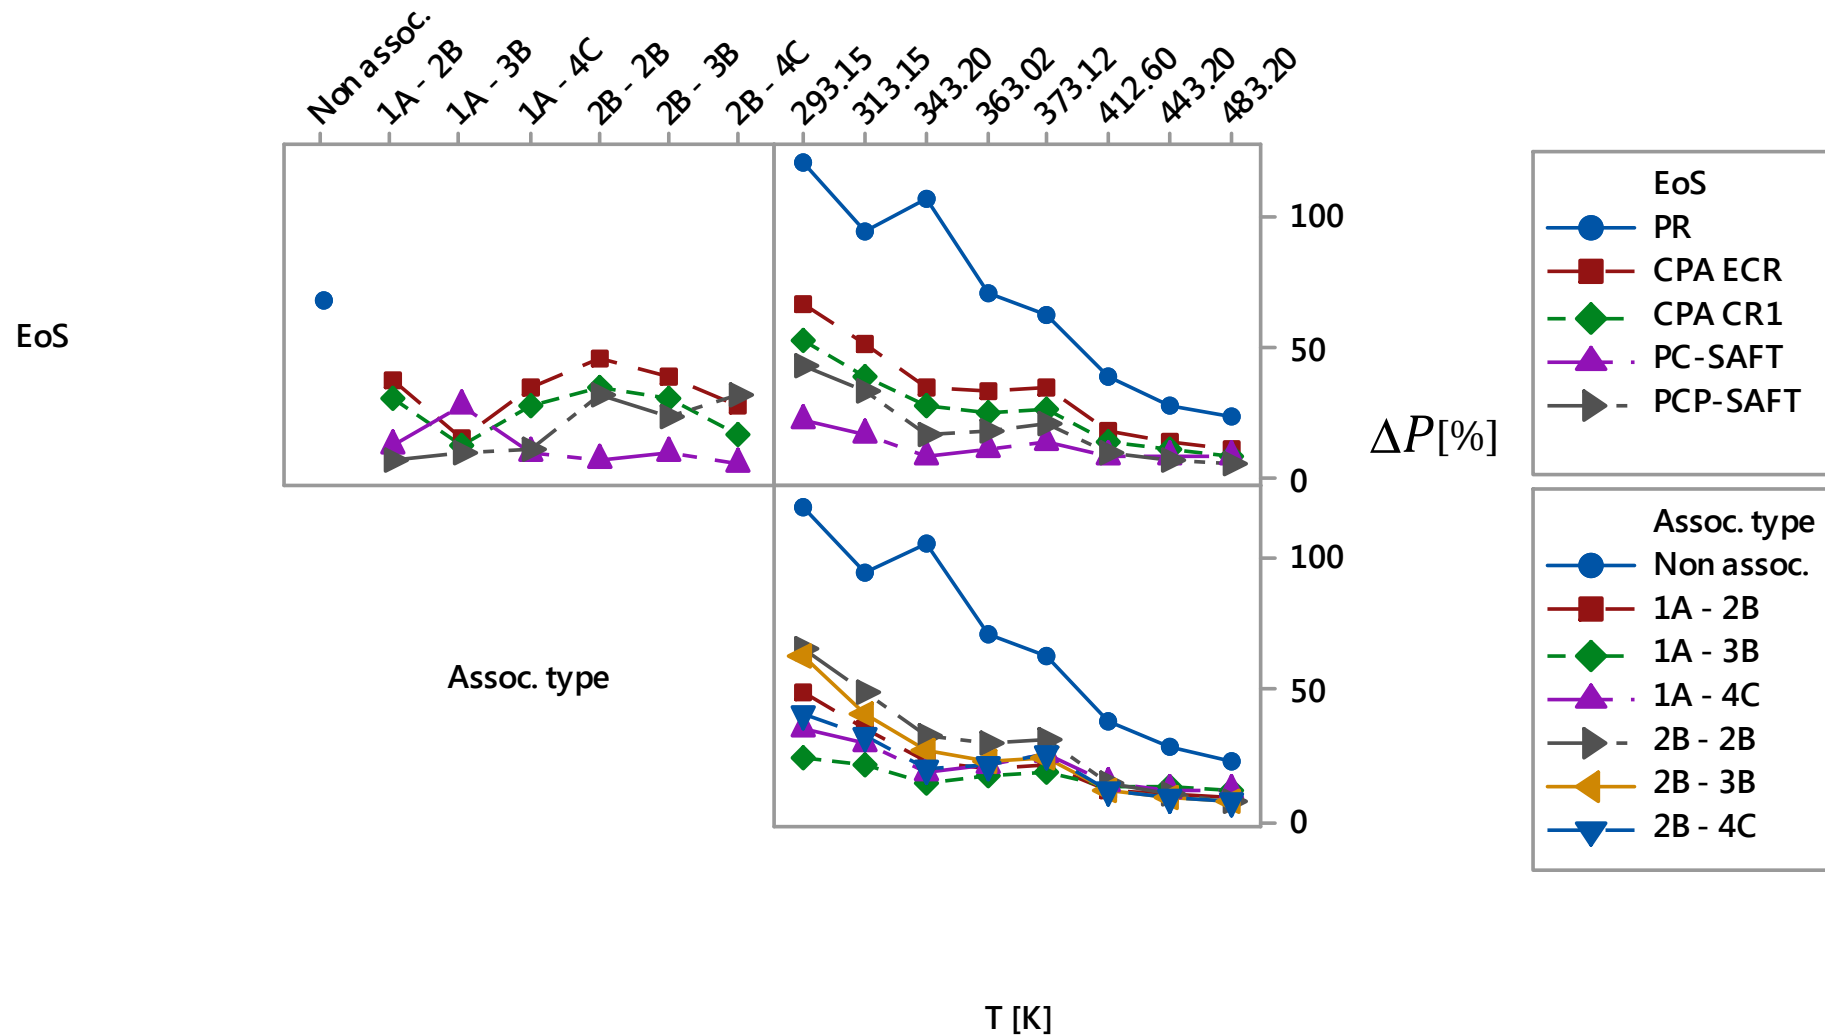 Non assoc.
1A - 2B
1A - 3B
1A - 4C
2B - 2B
2B - 3B
2B - 4C
293.15
313.15
343.20
363.02
373.12
412.60
443.20
483.20
EoS
100
50
0
ΔP[%]
EoS
PR
CPA ECR
CPA CR1
PC-SAFT
PCP-SAFT
Assoc. type
100
50
0
Assoc. type
Non assoc.
1A - 2B
1A - 3B
1A - 4C
2B - 2B
2B - 3B
2B - 4C
T [K]